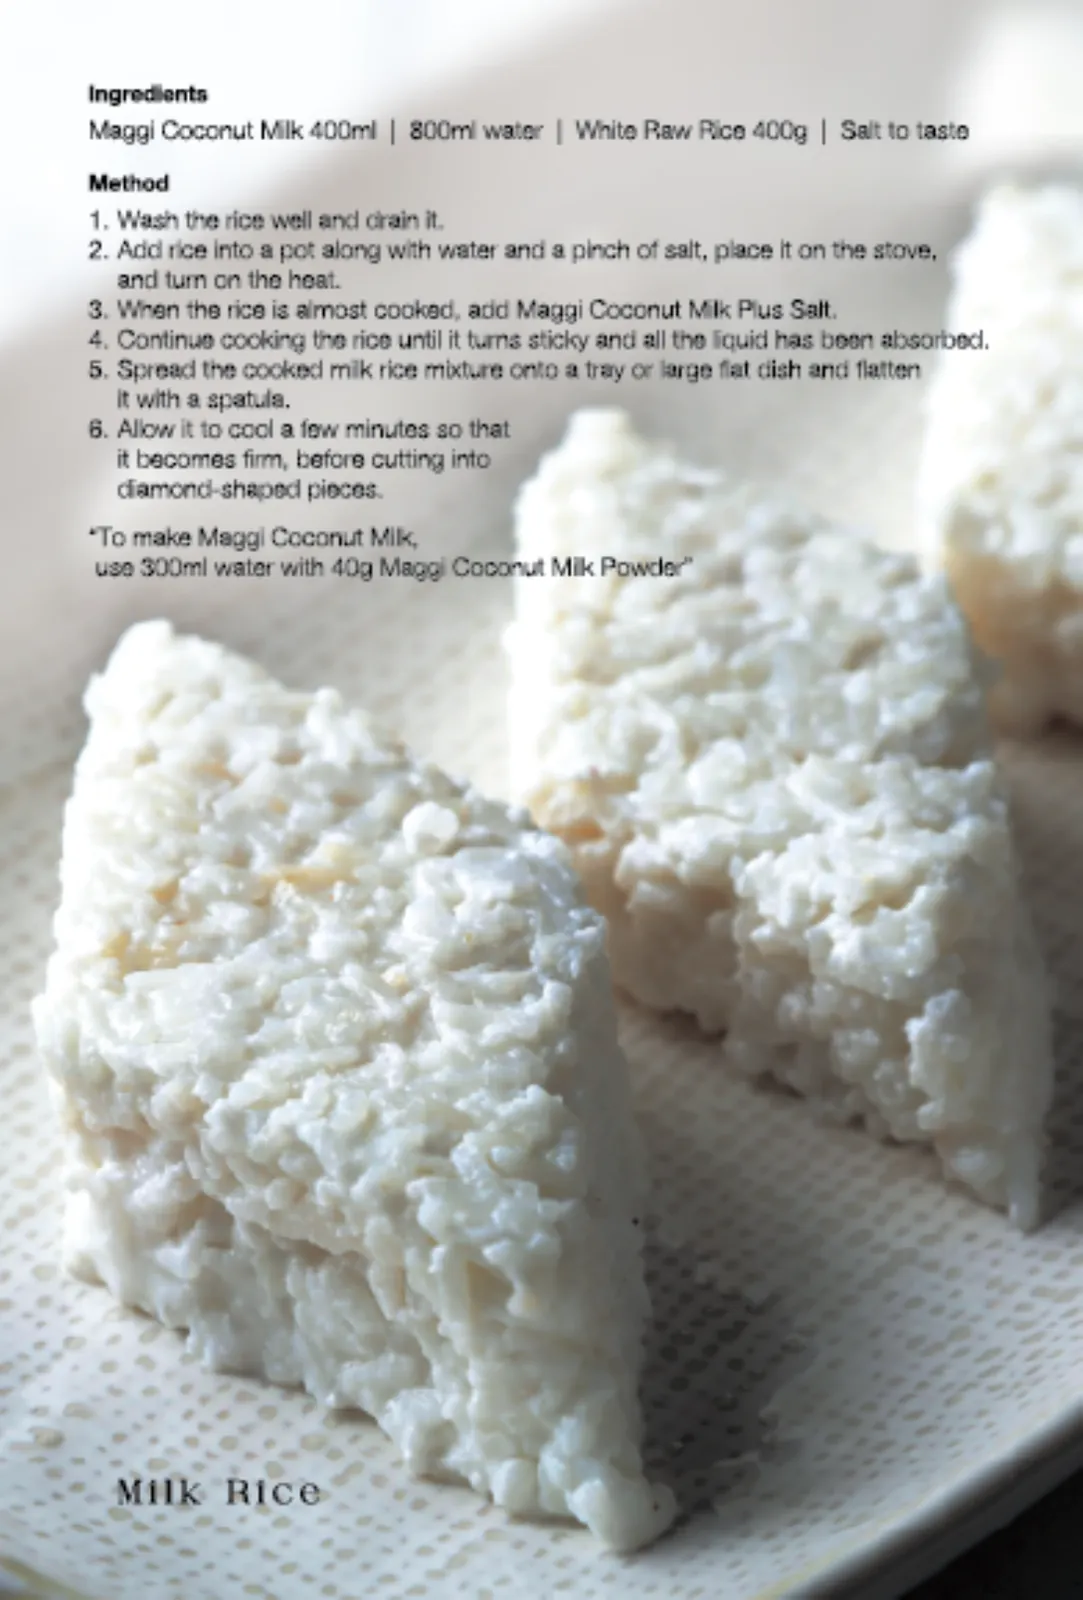 Ingredients
Maggi Coconut Milk 400ml | 800ml water | White Raw Rice 400g | Salt to taste
Method
1. Wash the rice well and drain it.
2. Add rice into a pot along with water and a pinch of salt, place it on the stove,
and turn on the heat.
3. When the rice is almost cooked, add Maggi Coconut Milk Plus Salt.
4. Continue cooking the rice until it turns sticky and all the liquid has been absorbed.
5. Spread the cooked milk rice mixture onto a tray or large flat dish and flatten
it with a spatula.
6. Allow it to cool a few minutes so that
it becomes firm, before cutting into
diamond-shaped pieces.
"To make Maggi Coconut Milk,
use 300ml water with 40g Maggi Coconut Milk Powder"
Milk Rice